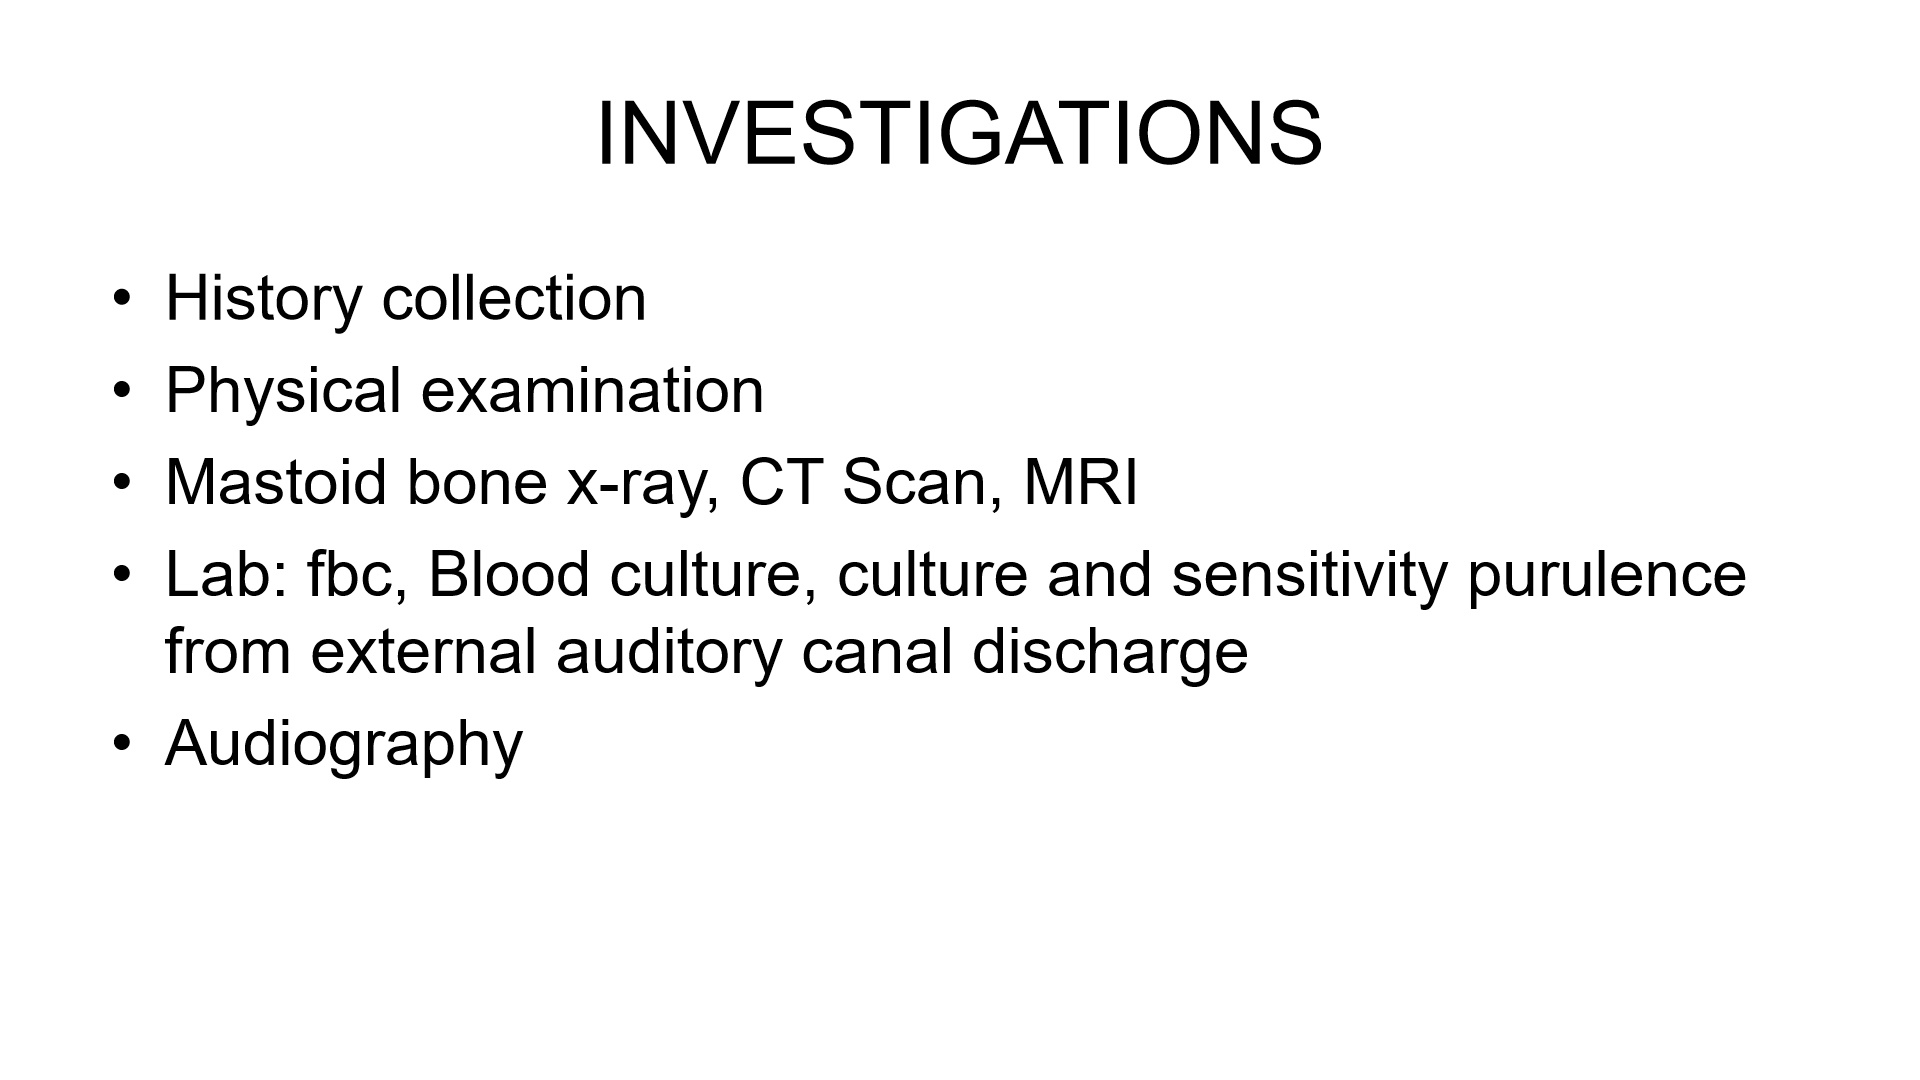 INVESTIGATIONS
• History collection
• Physical examination
• Mastoid bone x-ray, CT Scan, MRI
• Lab: fbc, Blood culture, culture and sensitivity purulence
from external auditory canal discharge
• Audiography